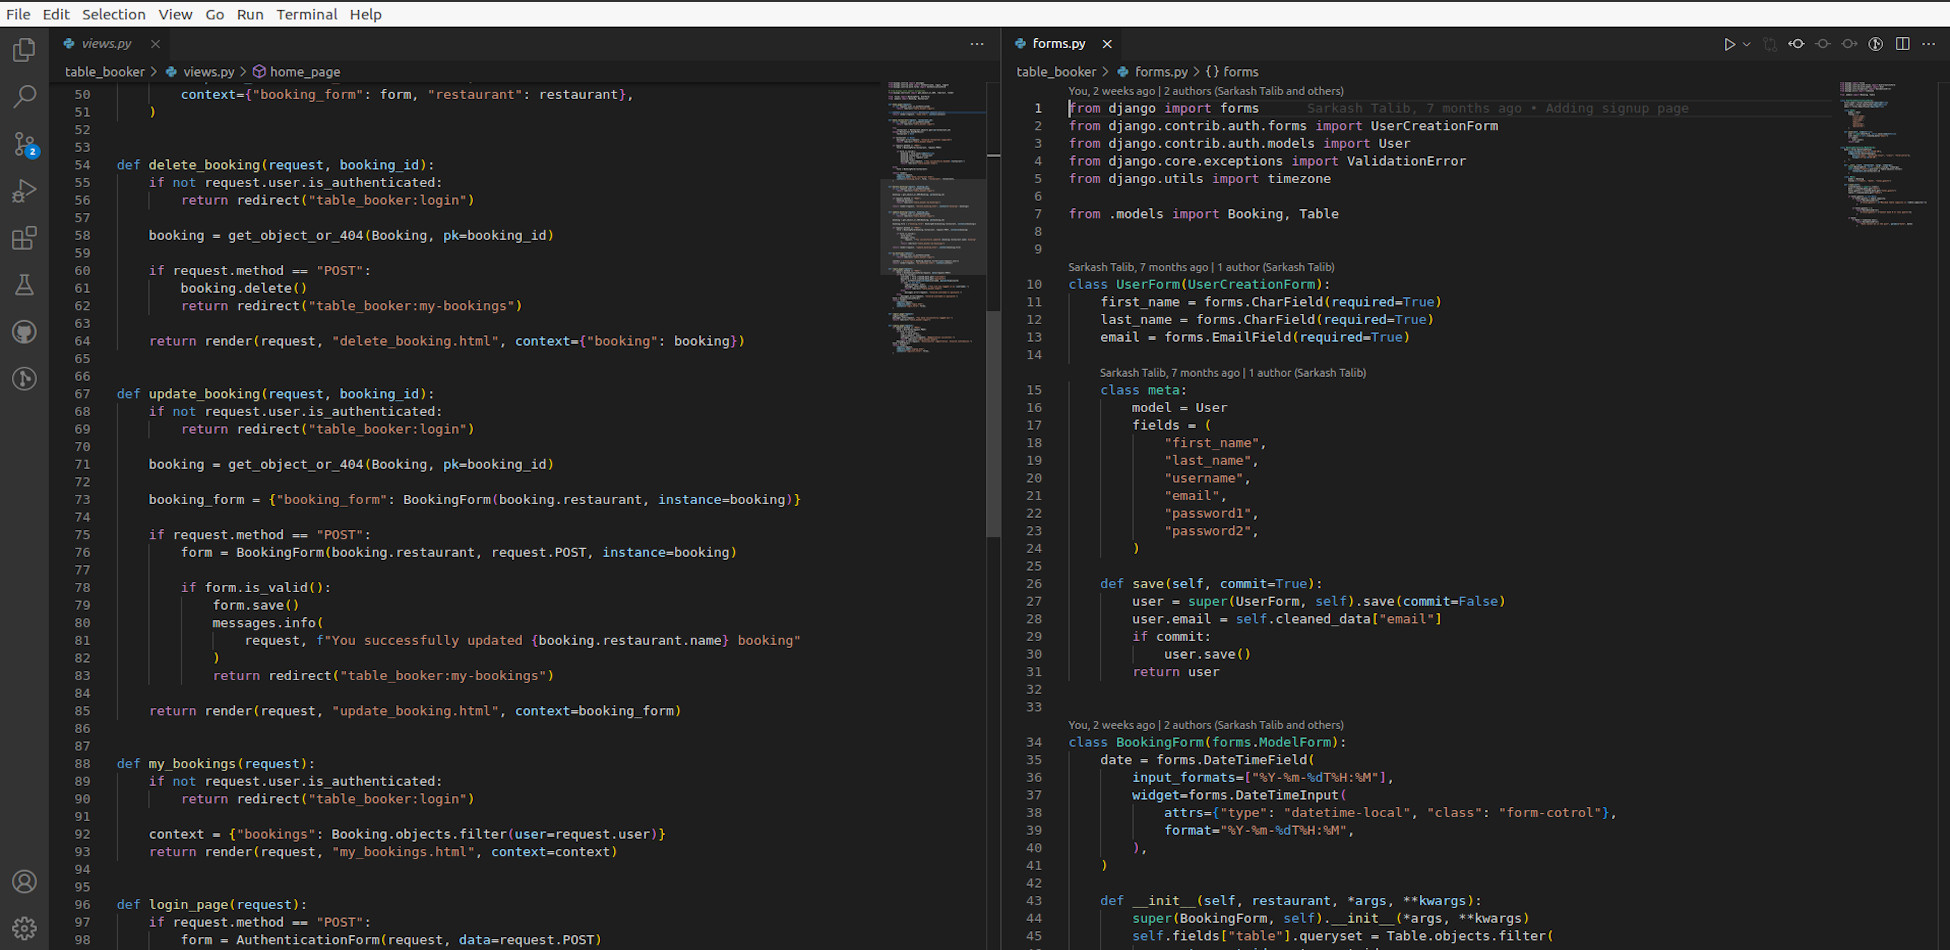 File Edit Selection View Go Run Terminal Help
views.py
table_booker > views.py > home_page
50 context={"booking_form": form, "restaurant": restaurant},
51 )
52
53
54 def delete_booking(request, booking_id):
55 if not request.user.is_authenticated:
56 return redirect("table_booker:login")
57
58 booking = get_object_or_404(Booking, pk=booking_id)
59
60 if request.method == "POST":
61 booking.delete()
62 return redirect("table_booker:my-bookings")
63
64 return render(request, "delete_booking.html", context={"booking": booking})
65
66
67 def update_booking(request, booking_id):
68 if not request.user.is_authenticated:
69 return redirect("table_booker:login")
70
71 booking = get_object_or_404(Booking, pk=booking_id)
72
73 booking_form = {"booking_form": BookingForm(booking.restaurant, instance=booking)}
74
75 if request.method == "POST":
76 form = BookingForm(booking.restaurant, request.POST, instance=booking)
77
78 if form.is_valid():
79 form.save()
80 messages.info(
81 request, f"You successfully updated {booking.restaurant.name} booking"
82 )
83 return redirect("table_booker:my-bookings")
84
85 return render(request, "update_booking.html", context=booking_form)
86
87
88 def my_bookings(request):
89 if not request.user.is_authenticated:
90 return redirect("table_booker:login")
91
92 context = {"bookings": Booking.objects.filter(user=request.user)}
93 return render(request, "my_bookings.html", context=context)
94
95
96 def login_page(request):
97 if request.method == "POST":
98 form = AuthenticationForm(request, data=request.POST)
2
forms.py
table_booker > forms.py > {} forms
You, 2 weeks ago | 2 authors (Sarkash Talib and others)
1 from django import forms Sarkash Talib, 7 months ago • Adding signup page
2 from django.contrib.auth.forms import UserCreationForm
3 from django.contrib.auth.models import User
4 from django.core.exceptions import ValidationError
5 from django.utils import timezone
6
7 from .models import Booking, Table
8
9
Sarkash Talib, 7 months ago | 1 author (Sarkash Talib)
10 class UserForm(UserCreationForm):
11 first_name = forms.CharField(required=True)
12 last_name = forms.CharField(required=True)
13 email = forms.EmailField(required=True)
14
Sarkash Talib, 7 months ago | 1 author (Sarkash Talib)
15 class meta:
16 model = User
17 fields = (
18 "first_name",
19 "last_name",
20 "username",
21 "email",
22 "password1",
23 "password2",
24 )
25
26 def save(self, commit=True):
27 user = super(UserForm, self).save(commit=False)
28 user.email = self.cleaned_data["email"]
29 if commit:
30 user.save()
31 return user
32
33
You, 2 weeks ago | 2 authors (Sarkash Talib and others)
34 class BookingForm(forms.ModelForm):
35 date = forms.DateTimeField(
36 input_formats=["%Y-%m-%dT%H:%M"],
37 widget=forms.DateTimeInput(
38 attrs={"type": "datetime-local", "class": "form-cotrol"},
39 format="%Y-%m-%dT%H:%M",
40 ),
41 )
42
43 def __init__(self, restaurant, *args, **kwargs):
44 super(BookingForm, self).__init__(*args, **kwargs)
45 self.fields["table"].queryset = Table.objects.filter(